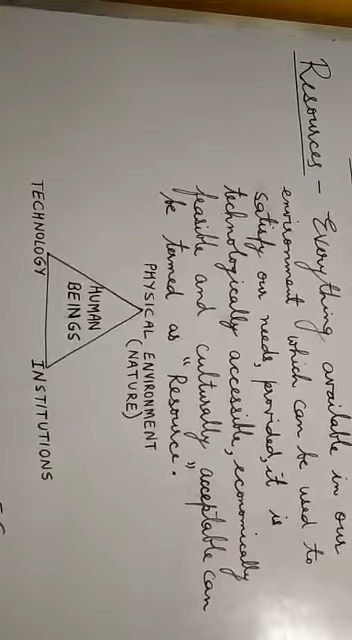 Resources - Everything available in our
environment which can be used to
satisfy our needs, provided, it is
technologically accessible, economically
feasible and culturally acceptable can
be termed as "Resource".
PHYSICAL ENVIRONMENT
(NATURE)
HUMAN
BEINGS
TECHNOLOGY
INSTITUTIONS